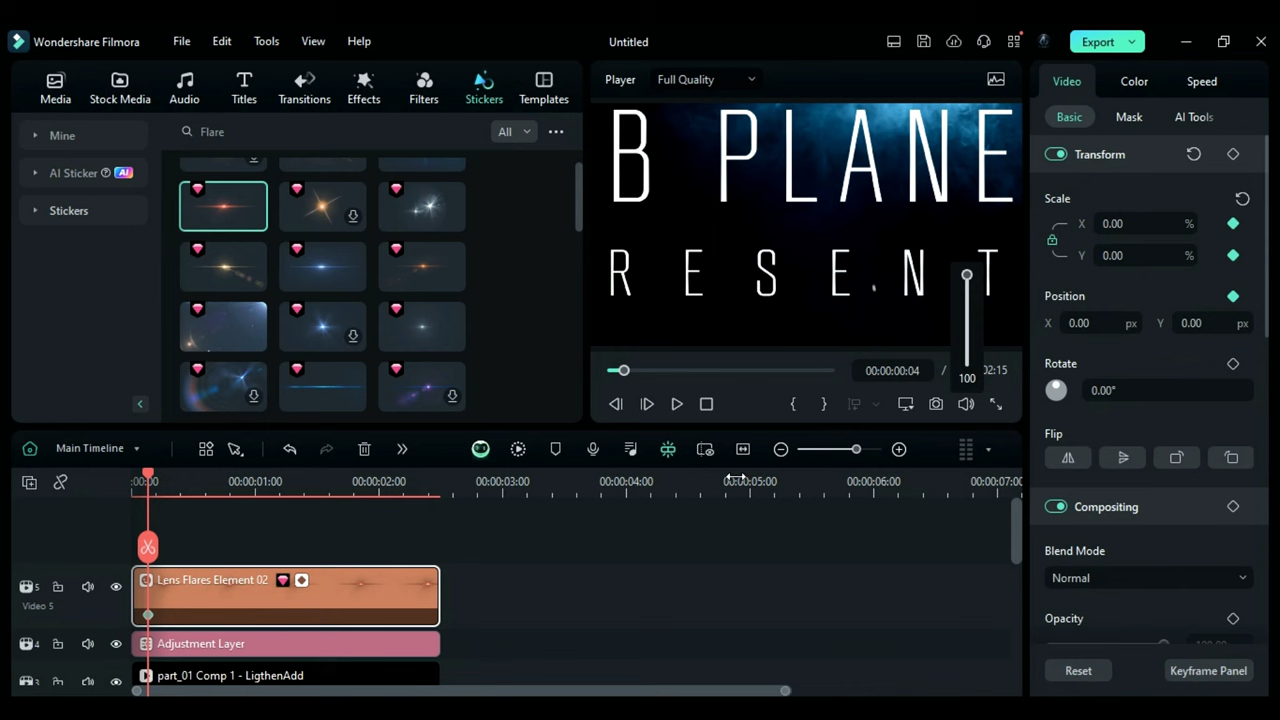 Wondershare Filmora File Edit Tools View Help Untitled Export
Media Stock Media Audio Titles Transitions Effects Filters Stickers Templates
Mine
AI Sticker AI
Stickers
Flare All
Player Full Quality
B PLANE
RESENT
100
00:00:00:04 / 02:15
Video Color Speed
Basic Mask AI Tools
Transform
Scale
X 0.00 %
Y 0.00 %
Position
X 0.00 px Y 0.00 px
Rotate
0.00°
Flip
Compositing
Blend Mode
Normal
Opacity
100.00
Reset Keyframe Panel
Main Timeline
:00:00 00:00:01:00 00:00:02:00 00:00:03:00 00:00:04:00 00:00:05:00 00:00:06:00 00:00:07:00
5 Lens Flares Element 02
Video 5
4 Adjustment Layer
3 part_01 Comp 1 - LigthenAdd